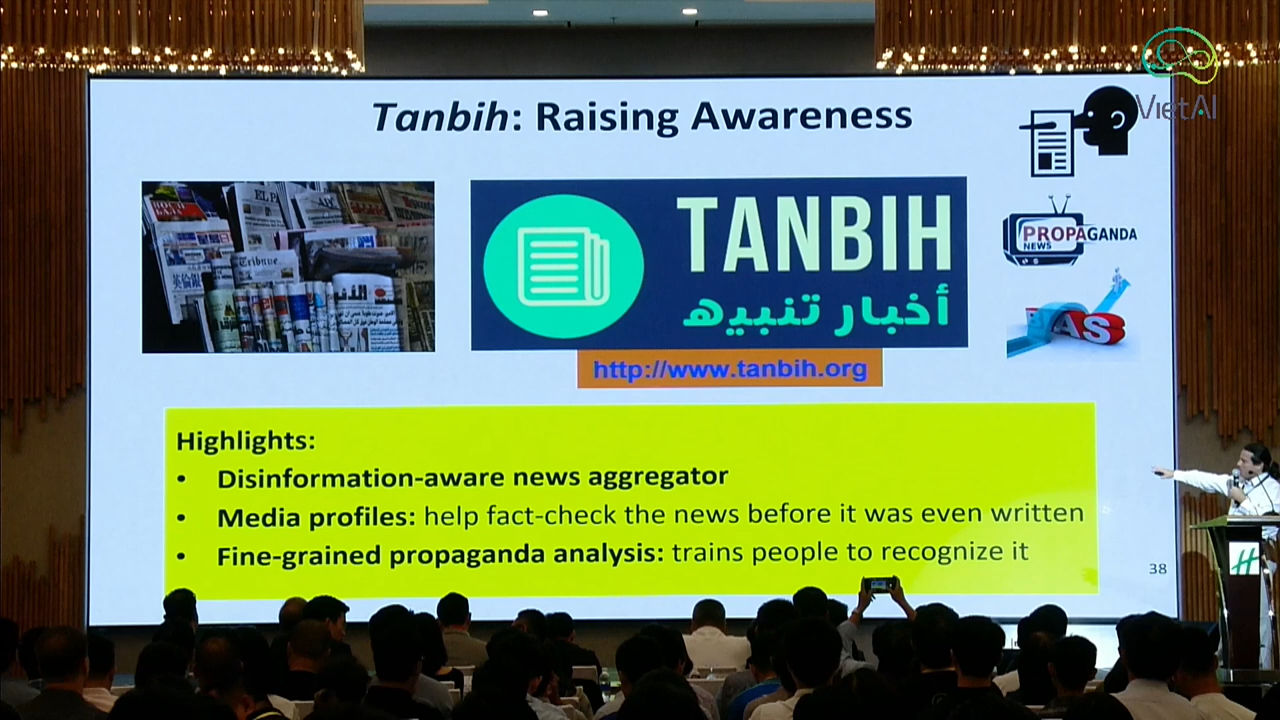 VietAI
Tanbih: Raising Awareness
EL PA
Tribune
TANBIH
أخبار تنبيه
http://www.tanbih.org
PROPAGANDA
NEWS
Highlights:
• Disinformation-aware news aggregator
• Media profiles: help fact-check the news before it was even written
• Fine-grained propaganda analysis: trains people to recognize it
38
H